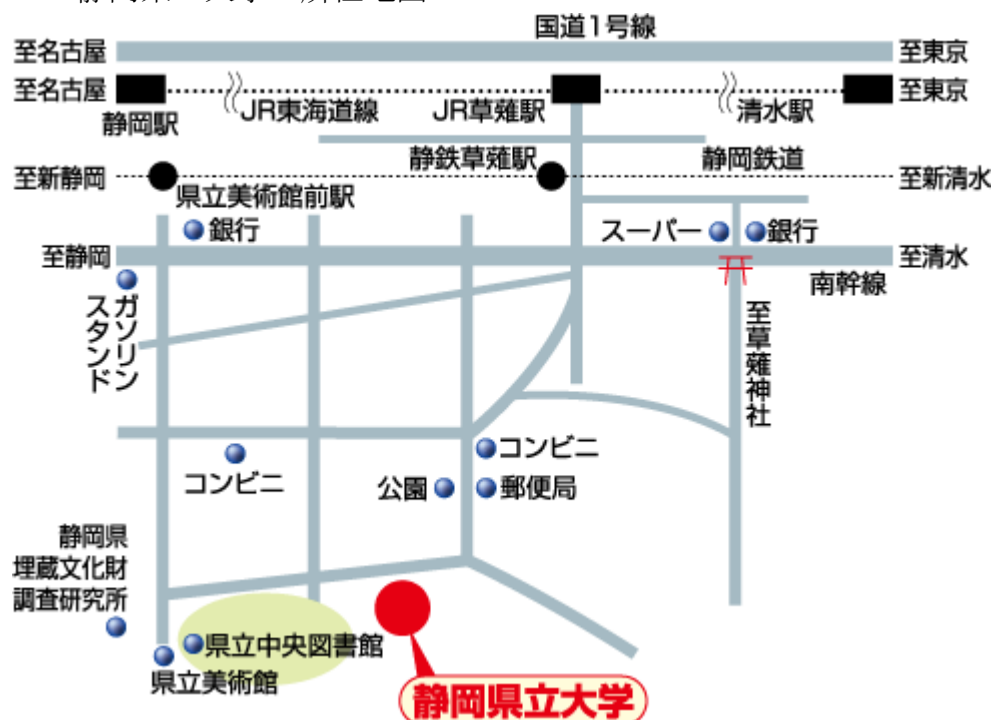 国道1号線
至名古屋
至東京
至名古屋
至東京
静岡駅
JR東海道線
JR草薙駅
清水駅
静鉄草薙駅
静岡鉄道
至新静岡
至新清水
県立美術館前駅
銀行
スーパー
銀行
至静岡
至清水
南幹線
ガソリン
スタンド
至草薙神社
コンビニ
コンビニ
公園
郵便局
静岡県
埋蔵文化財
調査研究所
県立中央図書館
県立美術館
静岡県立大学